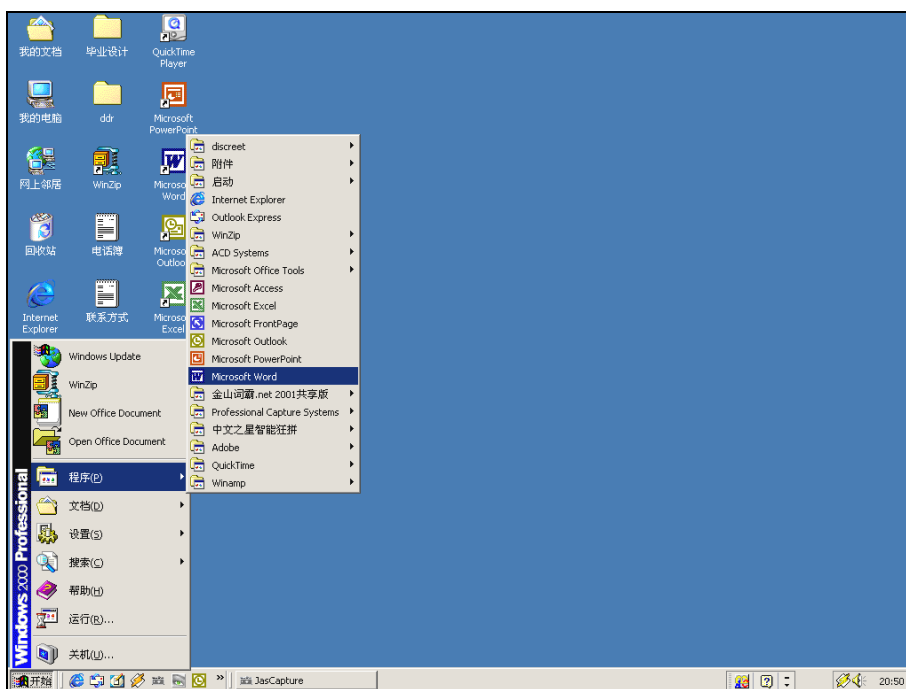 我的文档
毕业设计
QuickTime
Player
我的电脑
ddr
Microsoft
PowerPoint
网上邻居
WinZip
Microso
Word
回收站
电话簿
Microso
Outloo
Internet
Explorer
联系方式
Microso
Excel
discreet
附件
启动
Internet Explorer
Outlook Express
WinZip
ACD Systems
Microsoft Office Tools
Microsoft Access
Microsoft Excel
Microsoft FrontPage
Microsoft Outlook
Microsoft PowerPoint
Microsoft Word
金山词霸.net 2001共享版
Professional Capture Systems
中文之星智能狂拼
Adobe
QuickTime
Winamp
Windows Update
WinZip
New Office Document
Open Office Document
程序(P)
文档(D)
设置(S)
搜索(C)
帮助(H)
运行(R)...
关机(U)...
Windows 2000 Professional
开始
JasCapture
20:50